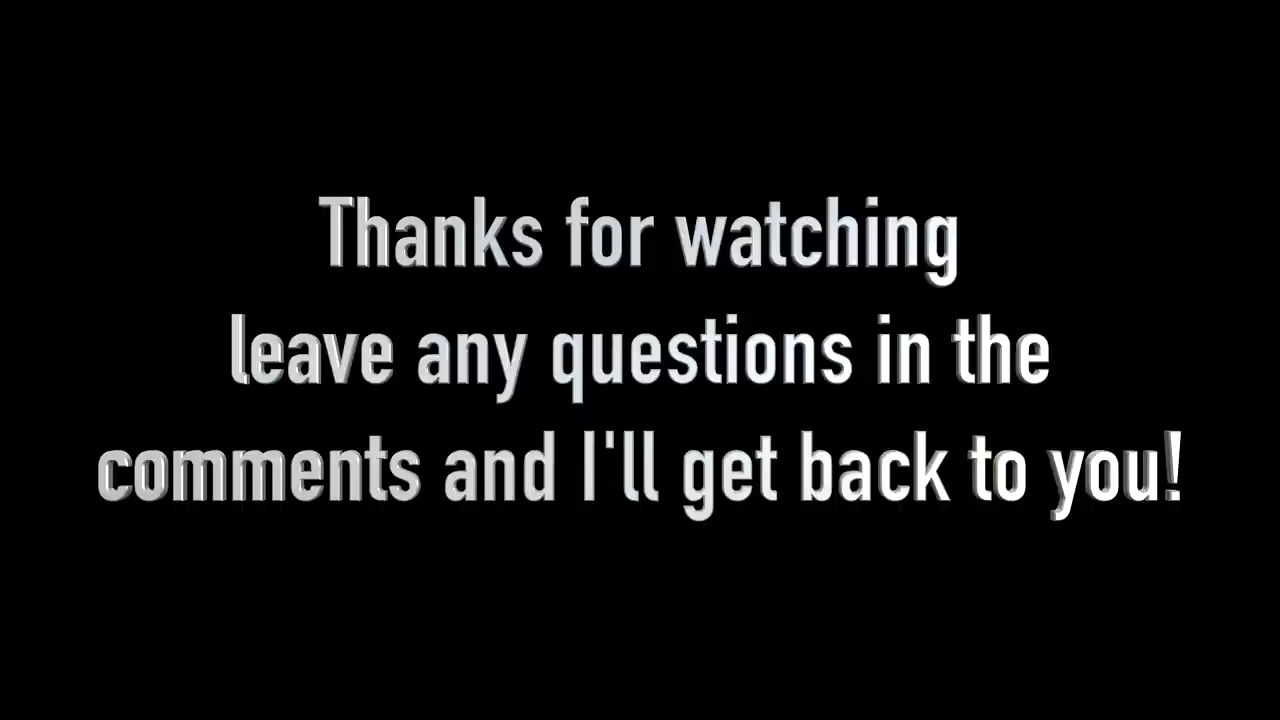 Thanks for watching
leave any questions in the
comments and I'll get back to you!